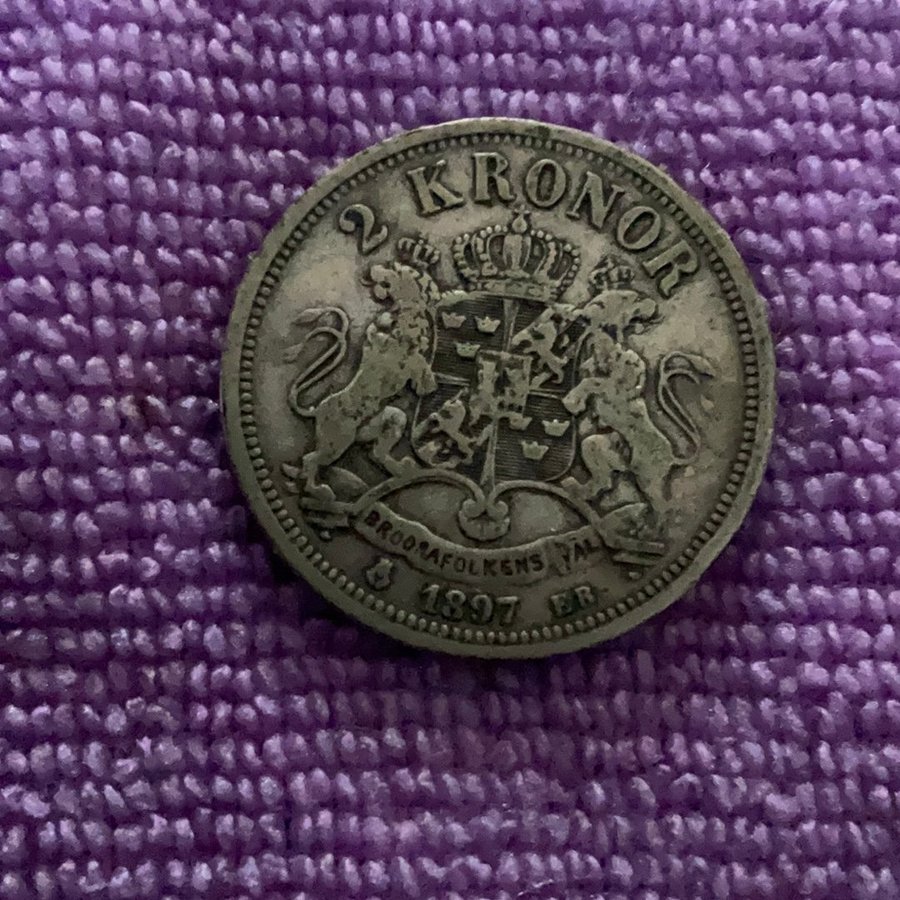 2 KRONOR
BRODRAFOLKENS VÄL
1897 EB